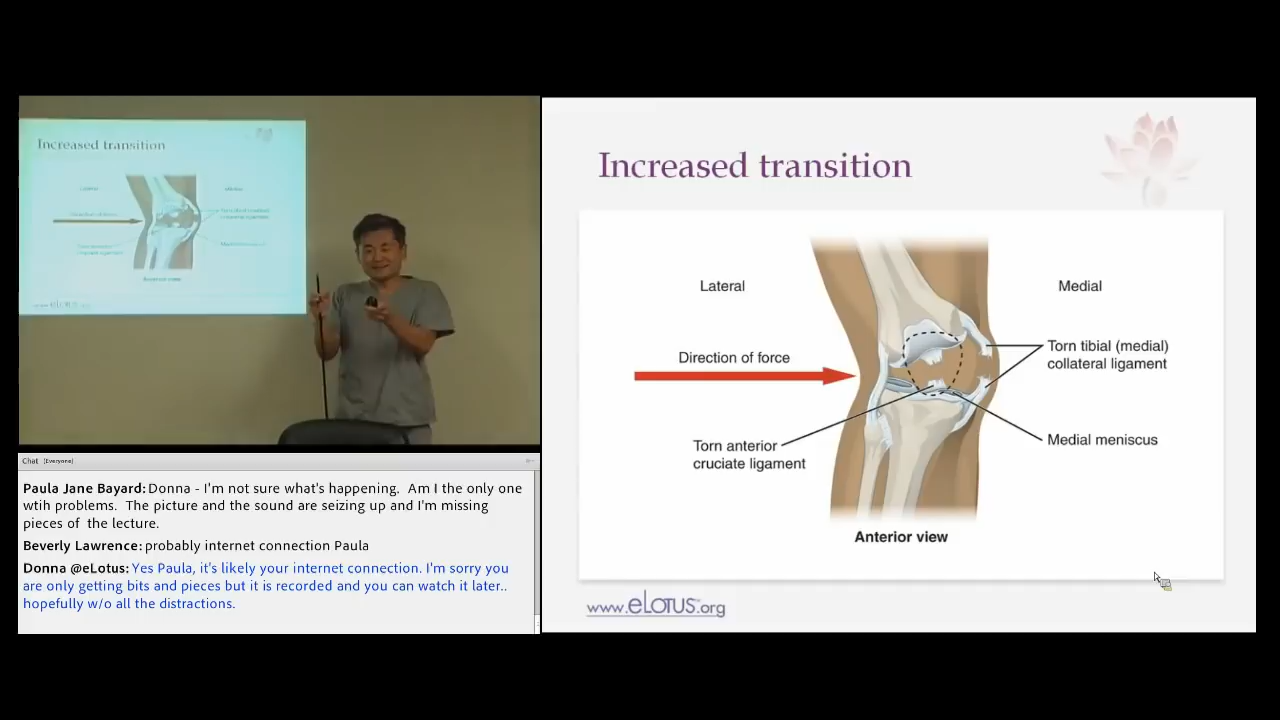 Increased transition
Lateral
Direction of force
Chat (Everyone)
Paula Jane Bayard: Donna - I'm not sure what's happening. Am I the only one
wtih problems. The picture and the sound are seizing up and I'm missing
pieces of the lecture.
Beverly Lawrence: probably internet connection Paula
Donna @eLotus: Yes Paula, it's likely your internet connection. I'm sorry you
are only getting bits and pieces but it is recorded and you can watch it later..
hopefully w/o all the distractions.
Increased transition
Lateral
Medial
Direction of force
Torn tibial (medial)
collateral ligament
Torn anterior
cruciate ligament
Medial meniscus
Anterior view
www.eLOTUS.org